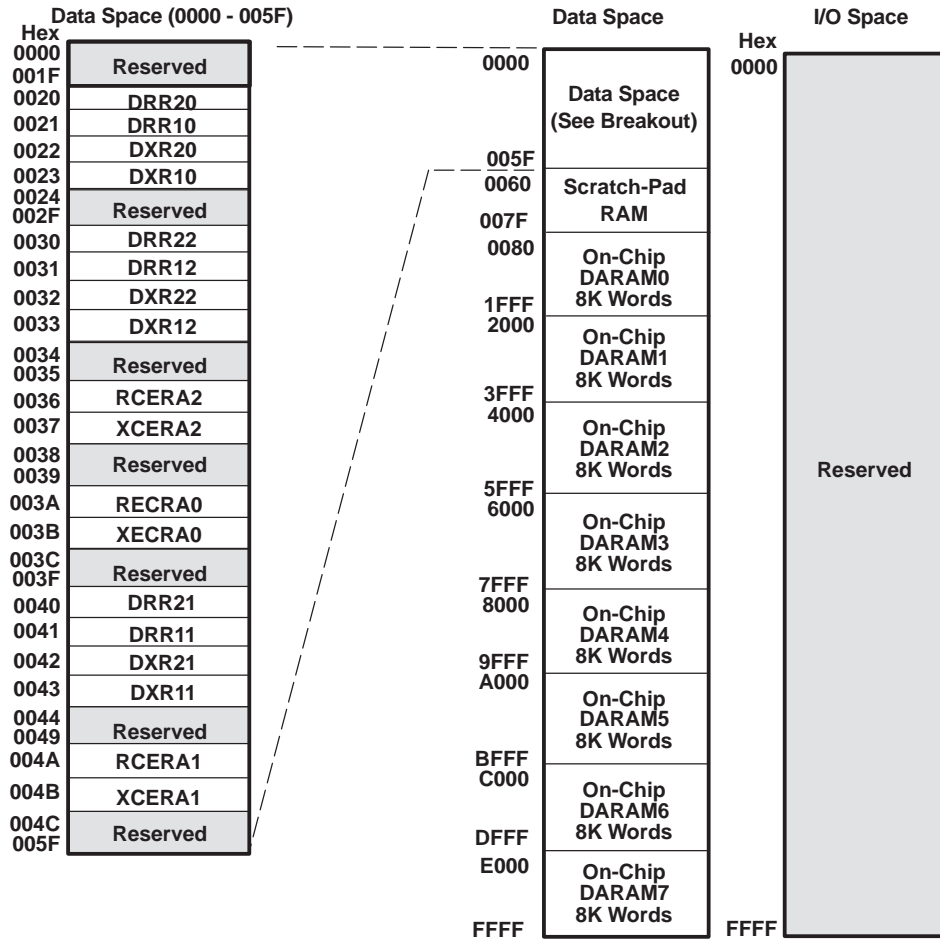 Data Space (0000 - 005F)
Hex
0000
001F
Reserved
0020
DRR20
0021
DRR10
0022
DXR20
0023
DXR10
0024
002F
Reserved
0030
DRR22
0031
DRR12
0032
DXR22
0033
DXR12
0034
0035
Reserved
0036
RCERA2
0037
XCERA2
0038
0039
Reserved
003A
RECRA0
003B
XECRA0
003C
003F
Reserved
0040
DRR21
0041
DRR11
0042
DXR21
0043
DXR11
0044
0049
Reserved
004A
RCERA1
004B
XCERA1
004C
005F
Reserved
Data Space
0000
Data Space
(See Breakout)
005F
0060
Scratch-Pad
RAM
007F
0080
On-Chip
DARAM0
8K Words
1FFF
2000
On-Chip
DARAM1
8K Words
3FFF
4000
On-Chip
DARAM2
8K Words
5FFF
6000
On-Chip
DARAM3
8K Words
7FFF
8000
On-Chip
DARAM4
8K Words
9FFF
A000
On-Chip
DARAM5
8K Words
BFFF
C000
On-Chip
DARAM6
8K Words
DFFF
E000
On-Chip
DARAM7
8K Words
FFFF
I/O Space
Hex
0000
Reserved
FFFF